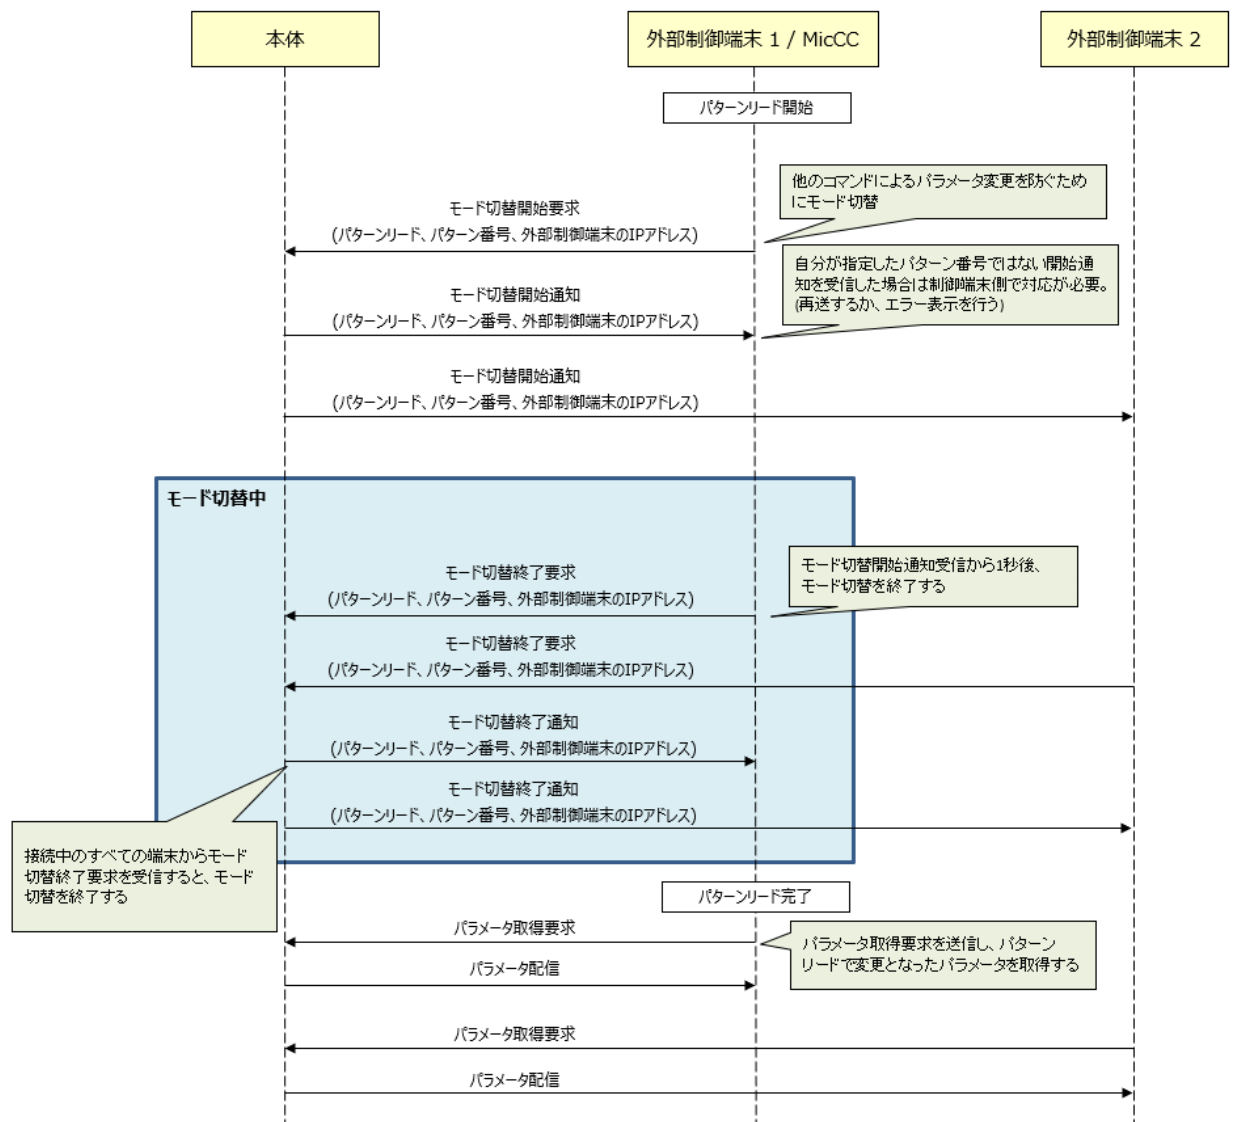 本体
外部制御端末 1 / MicCC
外部制御端末 2
パターンリード開始
他のコマンドによるパラメータ変更を防ぐため
にモード切替
モード切替開始要求
(パターンリード、パターン番号、外部制御端末のIPアドレス)
自分が指定したパターン番号ではない開始通
知を受信した場合は制御端末側で対応が必要。
(再送するか、エラー表示を行う)
モード切替開始通知
(パターンリード、パターン番号、外部制御端末のIPアドレス)
モード切替開始通知
(パターンリード、パターン番号、外部制御端末のIPアドレス)
モード切替中
モード切替開始通知受信から1秒後、
モード切替を終了する
モード切替終了要求
(パターンリード、パターン番号、外部制御端末のIPアドレス)
モード切替終了要求
(パターンリード、パターン番号、外部制御端末のIPアドレス)
モード切替終了通知
(パターンリード、パターン番号、外部制御端末のIPアドレス)
モード切替終了通知
(パターンリード、パターン番号、外部制御端末のIPアドレス)
接続中のすべての端末からモード
切替終了要求を受信すると、モード
切替を終了する
パターンリード完了
パラメータ取得要求
パラメータ取得要求を送信し、パターン
リードで変更となったパラメータを取得する
パラメータ配信
パラメータ取得要求
パラメータ配信